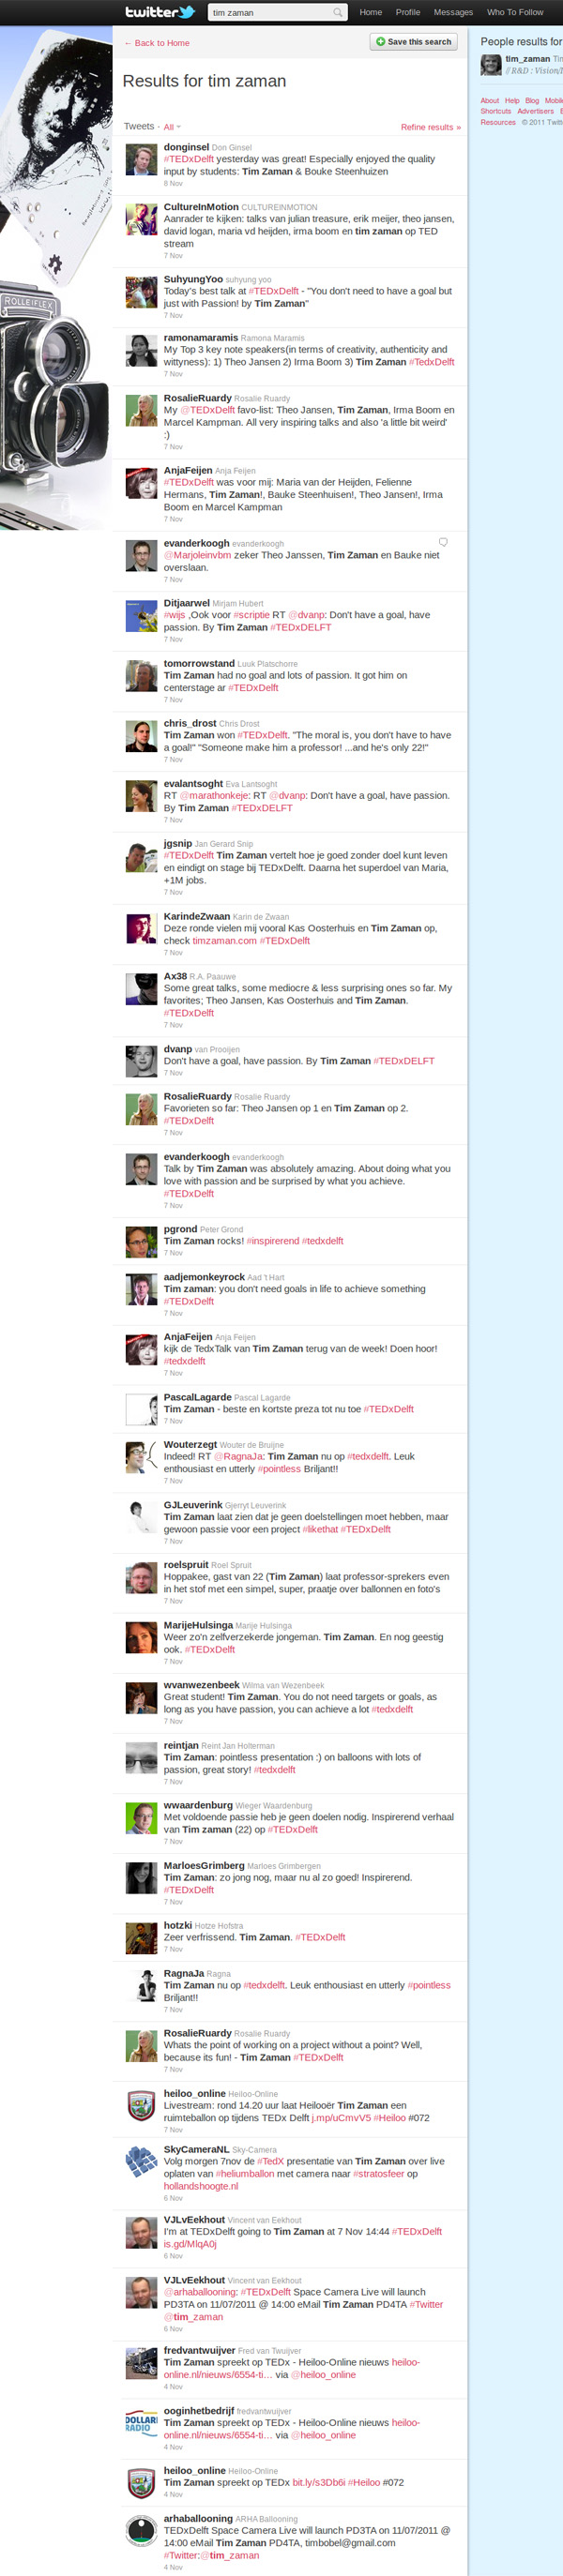 twitter
tim zaman
Home Profile Messages Who To Follow
← Back to Home
Save this search
Results for tim zaman
Tweets · All
Refine results »
donginsel Don Ginsel
#TEDxDelft yesterday was great! Especially enjoyed the quality
input by students: Tim Zaman & Bouke Steenhuizen
8 Nov
CultureInMotion CULTUREINMOTION
Aanrader te kijken: talks van julian treasure, erik meijer, theo jansen,
david logan, maria vd heijden, irma boom en tim zaman op TED
stream
7 Nov
SuhyungYoo suhyung yoo
Today's best talk at #TEDxDelft - "You don't need to have a goal but
just with Passion! by Tim Zaman"
7 Nov
ramonamaramis Ramona Maramis
My Top 3 key note speakers(in terms of creativity, authenticity and
wittyness): 1) Theo Jansen 2) Irma Boom 3) Tim Zaman #TedxDelft
7 Nov
RosalieRuardy Rosalie Ruardy
My @TEDxDelft favo-list: Theo Jansen, Tim Zaman, Irma Boom en
Marcel Kampman. All very inspiring talks and also 'a little bit weird'
:)
7 Nov
AnjaFeijen Anja Feijen
#TEDxDelft was voor mij: Maria van der Heijden, Felienne
Hermans, Tim Zaman!, Bauke Steenhuisen!, Theo Jansen!, Irma
Boom en Marcel Kampman
7 Nov
evanderkoogh evanderkoogh
@Marjoleinvbm zeker Theo Janssen, Tim Zaman en Bauke niet
overslaan.
7 Nov
Ditjaarwel Mirjam Hubert
#wijs ,Ook voor #scriptie RT @dvanp: Don't have a goal, have
passion. By Tim Zaman #TEDxDELFT
7 Nov
tomorrowstand Luuk Platschorre
Tim Zaman had no goal and lots of passion. It got him on
centerstage ar #TEDxDelft
7 Nov
chris_drost Chris Drost
Tim Zaman won #TEDxDelft. "The moral is, you don't have to have
a goal!" "Someone make him a professor! ...and he's only 22!"
7 Nov
evalantsoght Eva Lantsoght
RT @marathonkeje: RT @dvanp: Don't have a goal, have passion.
By Tim Zaman #TEDxDELFT
7 Nov
jgsnip Jan Gerard Snip
#TEDxDelft Tim Zaman vertelt hoe je goed zonder doel kunt leven
en eindigt on stage bij TEDxDelft. Daarna het superdoel van Maria,
+1M jobs.
7 Nov
KarindeZwaan Karin de Zwaan
Deze ronde vielen mij vooral Kas Oosterhuis en Tim Zaman op,
check timzaman.com #TEDxDelft
7 Nov
Ax38 R.A. Paauwe
Some great talks, some mediocre & less surprising ones so far. My
favorites; Theo Jansen, Kas Oosterhuis and Tim Zaman.
#TEDxDelft
7 Nov
dvanp van Prooijen
Don't have a goal, have passion. By Tim Zaman #TEDxDELFT
7 Nov
RosalieRuardy Rosalie Ruardy
Favorieten so far: Theo Jansen op 1 en Tim Zaman op 2.
#TEDxDelft
7 Nov
evanderkoogh evanderkoogh
Talk by Tim Zaman was absolutely amazing. About doing what you
love with passion and be surprised by what you achieve.
#TEDxDelft
7 Nov
pgrond Peter Grond
Tim Zaman rocks! #inspirerend #tedxdelft
7 Nov
aadjemonkeyrock Aad 't Hart
Tim zaman: you don't need goals in life to achieve something
#TEDxDelft
7 Nov
AnjaFeijen Anja Feijen
kijk de TedxTalk van Tim Zaman terug van de week! Doen hoor!
#tedxdelft
7 Nov
PascalLagarde Pascal Lagarde
Tim Zaman - beste en kortste preza tot nu toe #TEDxDelft
7 Nov
Wouterzegt Wouter de Bruijne
Indeed! RT @RagnaJa: Tim Zaman nu op #tedxdelft. Leuk
enthousiast en utterly #pointless Briljant!!
7 Nov
GJLeuverink Gjerryt Leuverink
Tim Zaman laat zien dat je geen doelstellingen moet hebben, maar
gewoon passie voor een project #likethat #TEDxDelft
7 Nov
roelspruit Roel Spruit
Hoppakee, gast van 22 (Tim Zaman) laat professor-sprekers even
in het stof met een simpel, super, praatje over ballonnen en foto's
7 Nov
MarijeHulsinga Marije Hulsinga
Weer zo'n zelfverzekerde jongeman. Tim Zaman. En nog geestig
ook. #TEDxDelft
7 Nov
wvanwezenbeek Wilma van Wezenbeek
Great student! Tim Zaman. You do not need targets or goals, as
long as you have passion, you can achieve a lot #tedxdelft
7 Nov
reintjan Reint Jan Holterman
Tim Zaman: pointless presentation :) on balloons with lots of
passion, great story! #tedxdelft
7 Nov
wwaardenburg Wieger Waardenburg
Met voldoende passie heb je geen doelen nodig. Inspirerend verhaal
van Tim zaman (22) op #TEDxDelft
7 Nov
MarloesGrimberg Marloes Grimbergen
Tim Zaman: zo jong nog, maar nu al zo goed! Inspirerend.
#TEDxDelft
7 Nov
hotzki Hotze Hofstra
Zeer verfrissend. Tim Zaman. #TEDxDelft
7 Nov
RagnaJa Ragna
Tim Zaman nu op #tedxdelft. Leuk enthousiast en utterly #pointless
Briljant!!
7 Nov
RosalieRuardy Rosalie Ruardy
Whats the point of working on a project without a point? Well,
because its fun! - Tim Zaman #TEDxDelft
7 Nov
heiloo_online Heiloo-Online
Livestream: rond 14.20 uur laat Heilooër Tim Zaman een
ruimteballon op tijdens TEDx Delft j.mp/uCmvV5 #Heiloo #072
7 Nov
SkyCameraNL Sky-Camera
Volg morgen 7nov de #TedX presentatie van Tim Zaman over live
oplaten van #heliumballon met camera naar #stratosfeer op
hollandshoogte.nl
6 Nov
VJLvEekhout Vincent van Eekhout
I'm at TEDxDelft going to Tim Zaman at 7 Nov 14:44 #TEDxDelft
is.gd/MlqA0j
6 Nov
VJLvEekhout Vincent van Eekhout
@arhaballooning: #TEDxDelft Space Camera Live will launch
PD3TA on 11/07/2011 @ 14:00 eMail Tim Zaman PD4TA #Twitter
@tim_zaman
6 Nov
fredvantwuijver Fred van Twuijver
Tim Zaman spreekt op TEDx - Heiloo-Online nieuws heiloo-
online.nl/nieuws/6554-ti… via @heiloo_online
4 Nov
ooginhetbedrijf fredvantwuijver
Tim Zaman spreekt op TEDx - Heiloo-Online nieuws heiloo-
online.nl/nieuws/6554-ti… via @heiloo_online
4 Nov
heiloo_online Heiloo-Online
Tim Zaman spreekt op TEDx bit.ly/s3Db6i #Heiloo #072
4 Nov
arhaballooning ARHA Ballooning
TEDxDelft Space Camera Live will launch PD3TA on 11/07/2011 @
14:00 eMail Tim Zaman PD4TA, timbobel@gmail.com
#Twitter:@tim_zaman
4 Nov
People results for
tim_zaman Tin
// R&D : Vision/I
About Help Blog Mobil
Shortcuts Advertisers B
Resources © 2011 Twitt
ROLLEIFLEX
DOLLAR
RADIO